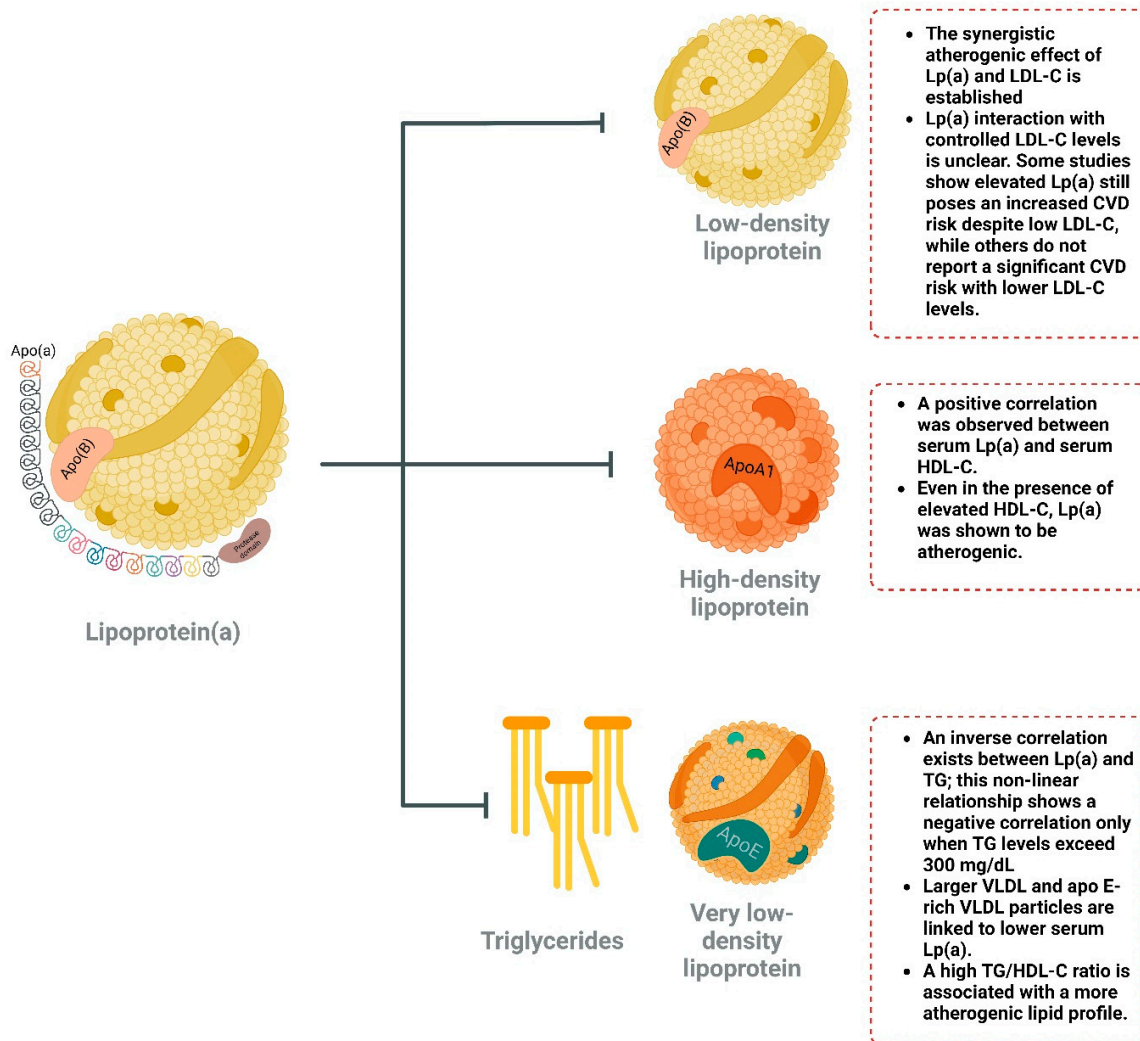 Apo(a)
Apo(B)
Protease
domain
Lipoprotein(a)
Apo(B)
Low-density
lipoprotein
• The synergistic
atherogenic effect of
Lp(a) and LDL-C is
established
• Lp(a) interaction with
controlled LDL-C levels
is unclear. Some studies
show elevated Lp(a) still
poses an increased CVD
risk despite low LDL-C,
while others do not
report a significant CVD
risk with lower LDL-C
levels.
ApoA1
High-density
lipoprotein
• A positive correlation
was observed between
serum Lp(a) and serum
HDL-C.
• Even in the presence of
elevated HDL-C, Lp(a)
was shown to be
atherogenic.
Triglycerides
ApoE
Very low-
density
lipoprotein
• An inverse correlation
exists between Lp(a) and
TG; this non-linear
relationship shows a
negative correlation only
when TG levels exceed
300 mg/dL
• Larger VLDL and apo E-
rich VLDL particles are
linked to lower serum
Lp(a).
• A high TG/HDL-C ratio is
associated with a more
atherogenic lipid profile.